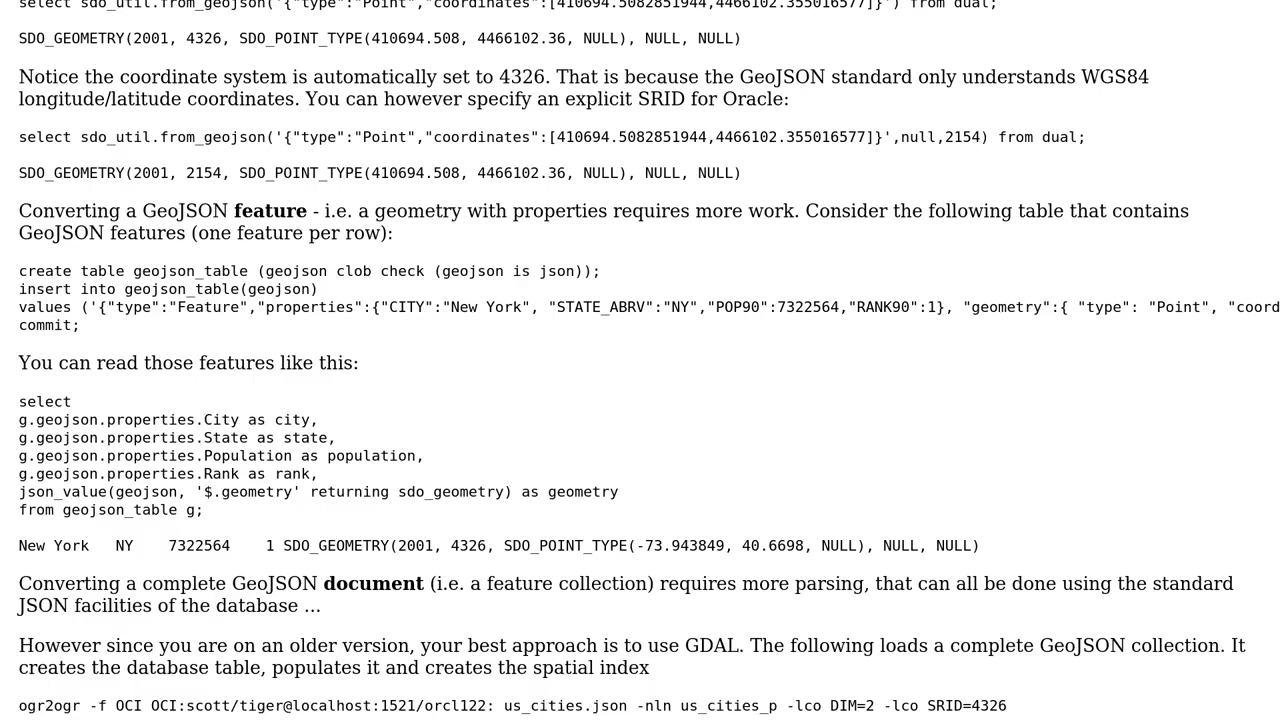 select sdo_util.from_geojson('{"type":"Point","coordinates":[410694.5082851944,4466102.355016577]}') from dual;
SDO_GEOMETRY(2001, 4326, SDO_POINT_TYPE(410694.508, 4466102.36, NULL), NULL, NULL)
Notice the coordinate system is automatically set to 4326. That is because the GeoJSON standard only understands WGS84
longitude/latitude coordinates. You can however specify an explicit SRID for Oracle:
select sdo_util.from_geojson('{"type":"Point","coordinates":[410694.5082851944,4466102.355016577]}',null,2154) from dual;
SDO_GEOMETRY(2001, 2154, SDO_POINT_TYPE(410694.508, 4466102.36, NULL), NULL, NULL)
Converting a GeoJSON feature - i.e. a geometry with properties requires more work. Consider the following table that contains
GeoJSON features (one feature per row):
create table geojson_table (geojson clob check (geojson is json));
insert into geojson_table(geojson)
values ('{"type":"Feature","properties":{"CITY":"New York", "STATE_ABRV":"NY","POP90":7322564,"RANK90":1}, "geometry":{ "type": "Point", "coord
commit;
You can read those features like this:
select
g.geojson.properties.City as city,
g.geojson.properties.State as state,
g.geojson.properties.Population as population,
g.geojson.properties.Rank as rank,
json_value(geojson, '$.geometry' returning sdo_geometry) as geometry
from geojson_table g;
New York   NY    7322564    1 SDO_GEOMETRY(2001, 4326, SDO_POINT_TYPE(-73.943849, 40.6698, NULL), NULL, NULL)
Converting a complete GeoJSON document (i.e. a feature collection) requires more parsing, that can all be done using the standard
JSON facilities of the database ...
However since you are on an older version, your best approach is to use GDAL. The following loads a complete GeoJSON collection. It
creates the database table, populates it and creates the spatial index
ogr2ogr -f OCI OCI:scott/tiger@localhost:1521/orcl122: us_cities.json -nln us_cities_p -lco DIM=2 -lco SRID=4326